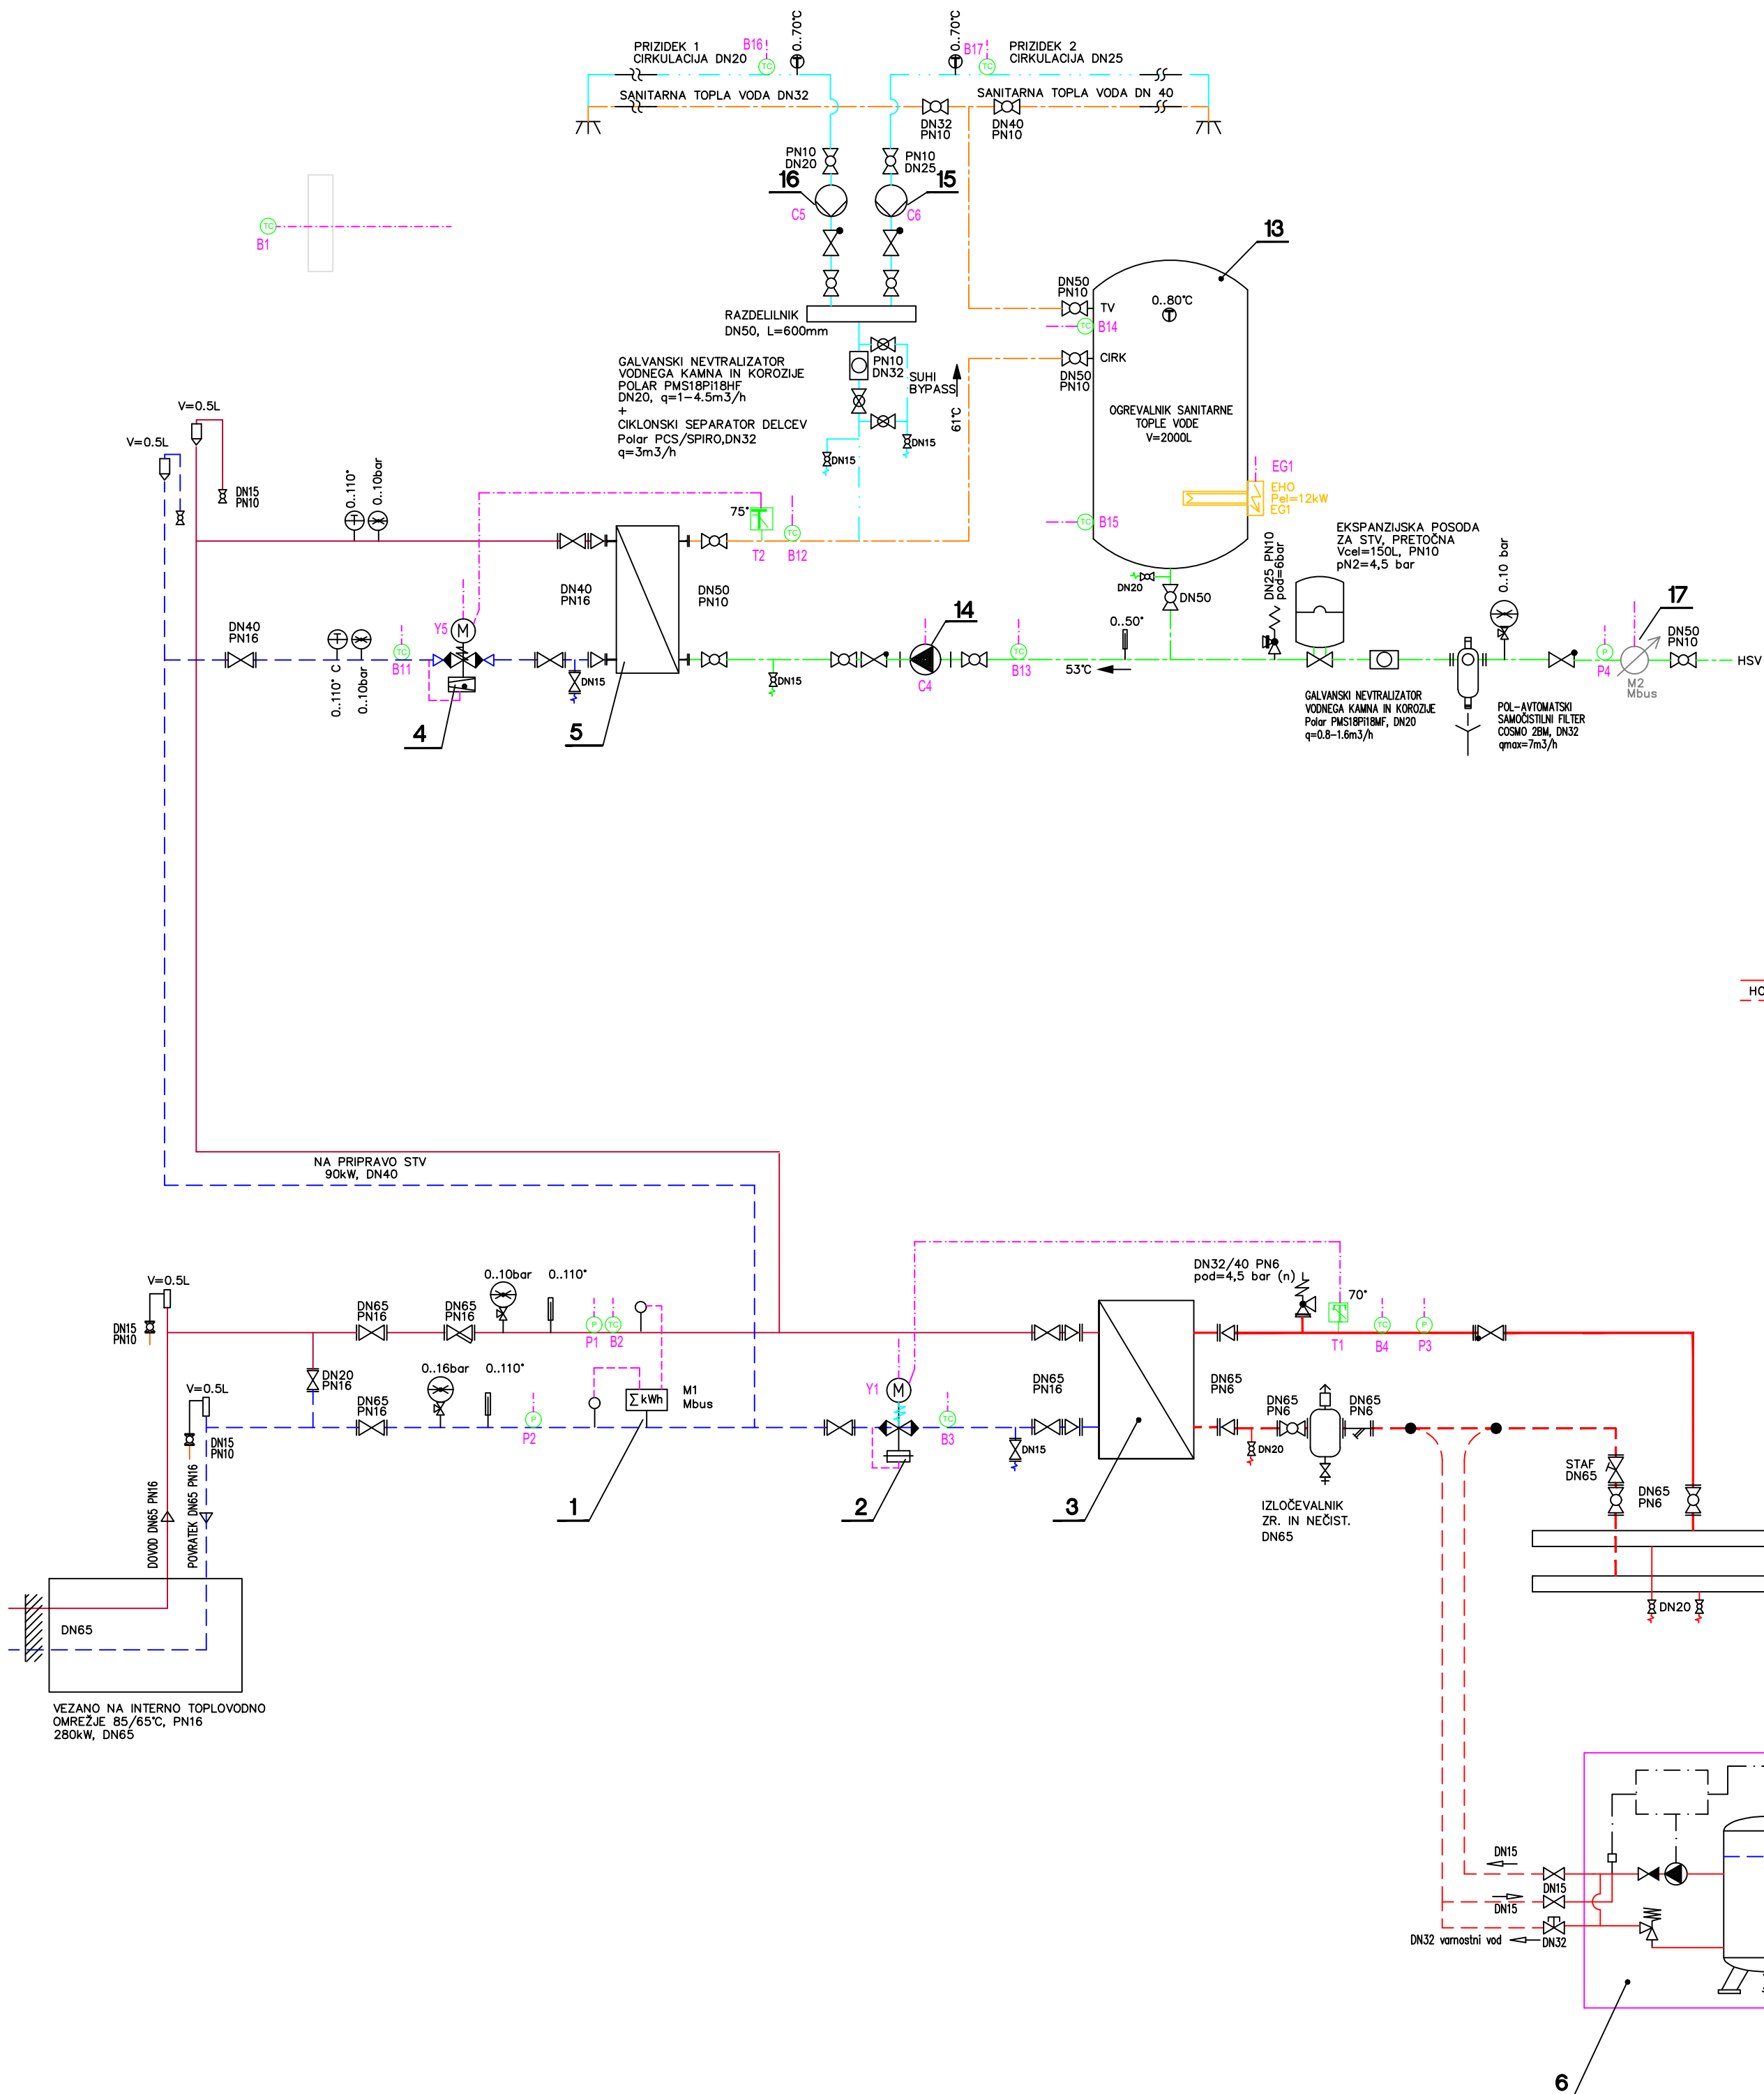 PRIZIDEK 1
CIRKULACIJA DN20
B16
TC
0..70°C
0..70°C
B17
TC
PRIZIDEK 2
CIRKULACIJA DN25
SANITARNA TOPLA VODA DN32
SANITARNA TOPLA VODA DN 40
DN32
PN10
DN40
PN10
PN10
DN20
PN10
DN25
16
15
C5
C6
TC
B1
13
RAZDELILNIK
DN50, L=600mm
DN50
PN10
TV
0..80°C
T
TC
B14
CIRK
DN50
PN10
GALVANSKI NEVTRALIZATOR
VODNEGA KAMNA IN KOROZIJE
POLAR PMS18Pi18HF
DN20, q=1-4.5m3/h
+
CIKLONSKI SEPARATOR DELCEV
Polar PCS/SPIRO,DN32
q=3m3/h
PN10
DN32
SUHI
BYPASS
61°C
DN15
DN15
OGREVALNIK SANITARNE
TOPLE VODE
V=2000L
EG1
EHO
Pel=12kW
EG1
TC
B15
V=0.5L
V=0.5L
DN15
PN10
0..110°
0..10bar
75°
T2
TC
B12
DN40
PN16
DN50
PN10
DN20
DN50
DN25 PN10
pod=6bar
EKSPANZIJSKA POSODA
ZA STV, PRETOČNA
Vcel=150L, PN10
pN2=4,5 bar
0..10 bar
17
DN50
PN10
HSV
DN40
PN16
0..110° C
0..10bar
TC
B11
Y5
M
4
DN15
5
DN15
14
C4
TC
B13
0..50°
53°C
P
P4
M2
Mbus
GALVANSKI NEVTRALIZATOR
VODNEGA KAMNA IN KOROZIJE
Polar PMS18Pi18MF, DN20
q=0.8-1.6m3/h
POL-AVTOMATSKI
SAMOČISTILNI FILTER
COSMO 2BM, DN32
qmax=7m3/h
HO
NA PRIPRAVO STV
90kW, DN40
V=0.5L
DN15
PN10
DN65
PN16
DN65
PN16
0..10bar
0..110°
P
P1
TC
B2
DN32/40 PN6
pod=4,5 bar (n)
70°
T1
TC
B4
P
P3
DN20
PN16
V=0.5L
DN15
PN10
DN65
PN16
0..16bar
0..110°
P
P2
Σ kWh
M1
Mbus
1
Y1
M
2
TC
B3
DN15
DN65
PN16
3
DN65
PN6
DN20
DN65
PN6
DN65
PN6
IZLOČEVALNIK
ZR. IN NEČIST.
DN65
STAF
DN65
DN65
PN6
DN20
DOVOD DN65 PN16
POVRATEK DN65 PN16
DN65
VEZANO NA INTERNO TOPLOVODNO
OMREŽJE 85/65°C, PN16
280kW, DN65
DN15
DN15
DN15
DN32 varnostni vod
DN32
6